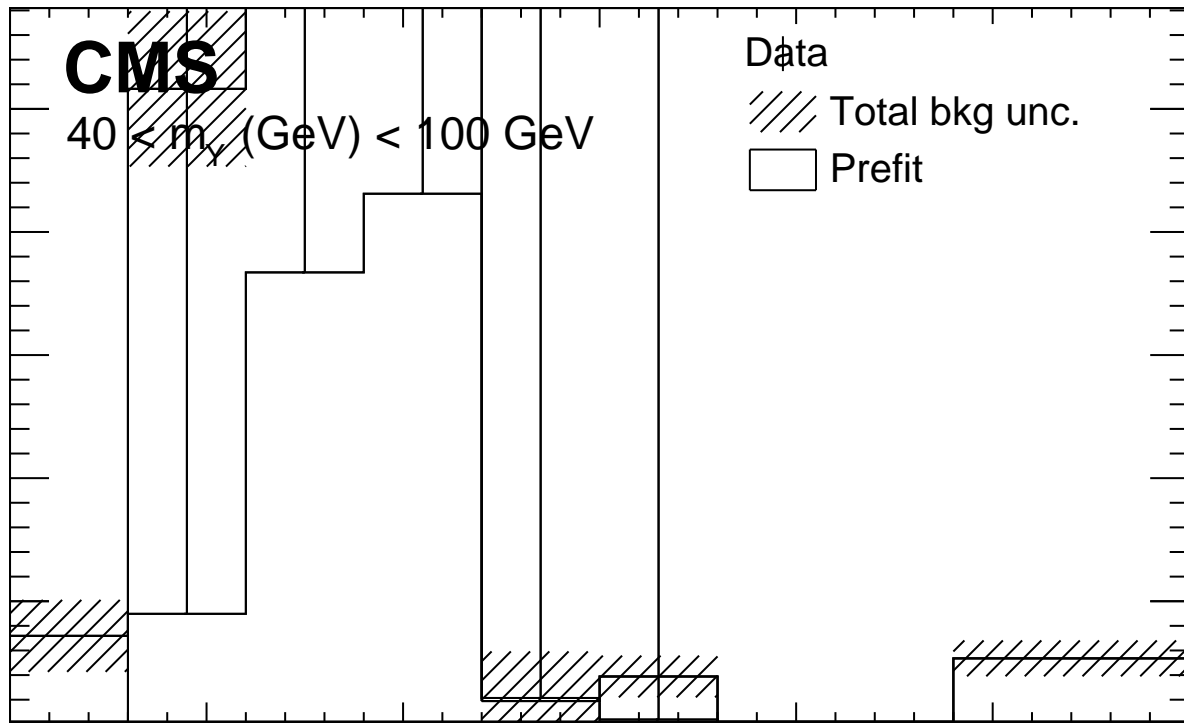 CMS
40 < m_Y (GeV) < 100 GeV
Data
Total bkg unc.
Prefit